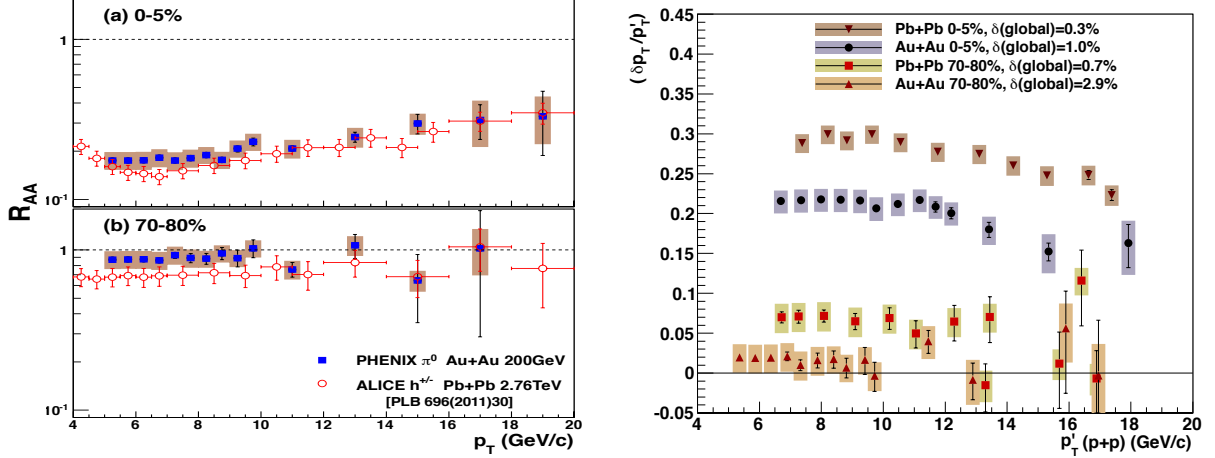 (a) 0-5%
1
10⁻¹
R_AA
(b) 70-80%
1
PHENIX π⁰ Au+Au 200GeV
ALICE h⁺/⁻ Pb+Pb 2.76TeV
[PLB 696(2011)30]
10⁻¹
4 6 8 10 12 14 16 18 20
p_T (GeV/c)
(δp_T/p'_T)
0.45
0.4
0.35
0.3
0.25
0.2
0.15
0.1
0.05
0
-0.05
Pb+Pb 0-5%, δ(global)=0.3%
Au+Au 0-5%, δ(global)=1.0%
Pb+Pb 70-80%, δ(global)=0.7%
Au+Au 70-80%, δ(global)=2.9%
4 6 8 10 12 14 16 18 20
p'_T (p+p) (GeV/c)